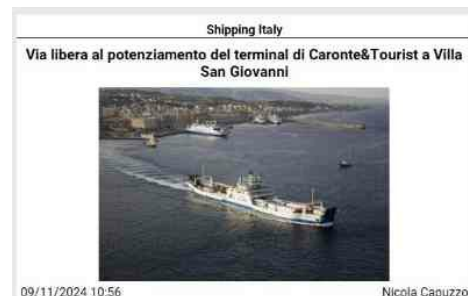 Shipping Italy
Via libera al potenziamento del terminal di Caronte&Tourist a Villa
San Giovanni
09/11/2024 10:56
Nicola Capuzzo